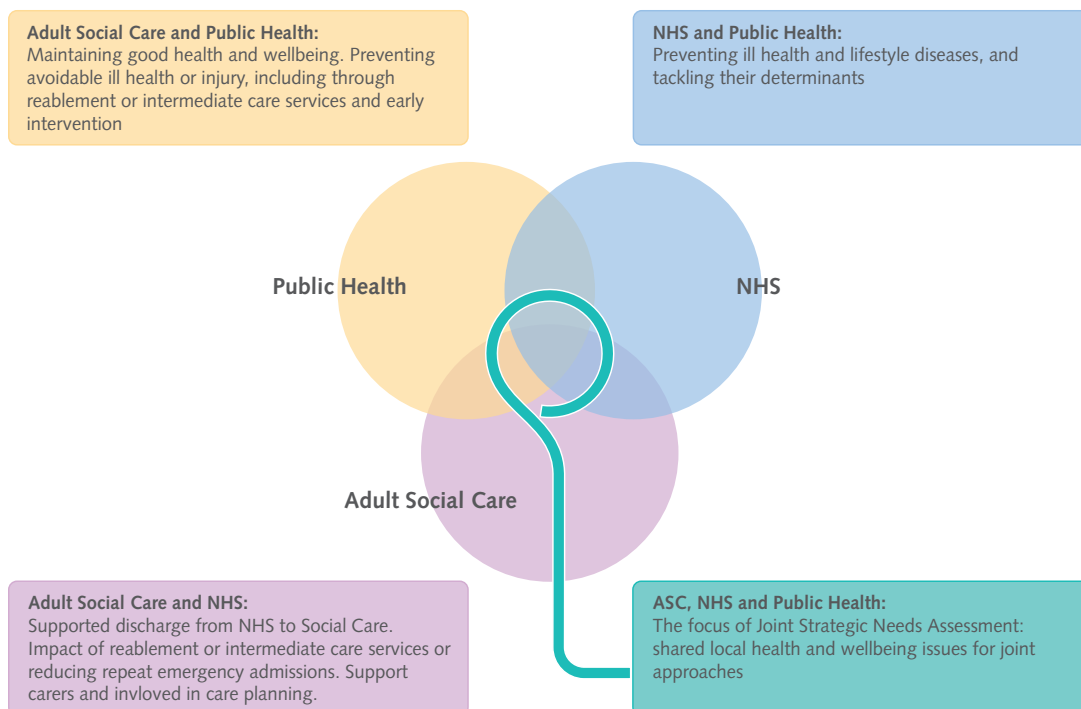 Adult Social Care and Public Health:
Maintaining good health and wellbeing. Preventing
avoidable ill health or injury, including through
reablement or intermediate care services and early
intervention
NHS and Public Health:
Preventing ill health and lifestyle diseases, and
tackling their determinants
Public Health
NHS
Adult Social Care
Adult Social Care and NHS:
Supported discharge from NHS to Social Care.
Impact of reablement or intermediate care services or
reducing repeat emergency admissions. Support
carers and invloved in care planning.
ASC, NHS and Public Health:
The focus of Joint Strategic Needs Assessment:
shared local health and wellbeing issues for joint
approaches